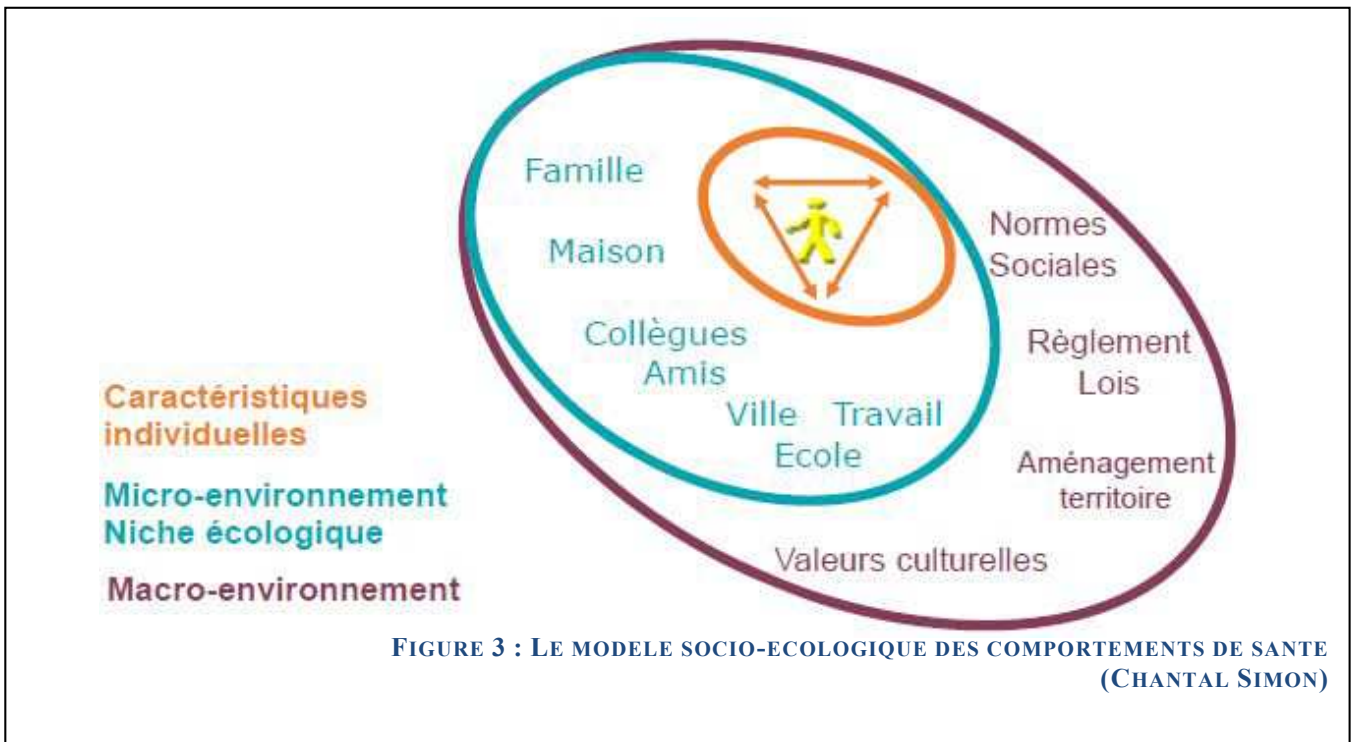 Famille
Maison
Collègues
Amis
Ville Travail
Ecole
Normes
Sociales
Règlement
Lois
Aménagement
territoire
Valeurs culturelles
Caractéristiques
individuelles
Micro-environnement
Niche écologique
Macro-environnement
FIGURE 3 : LE MODELE SOCIO-ECOLOGIQUE DES COMPORTEMENTS DE SANTE
(CHANTAL SIMON)